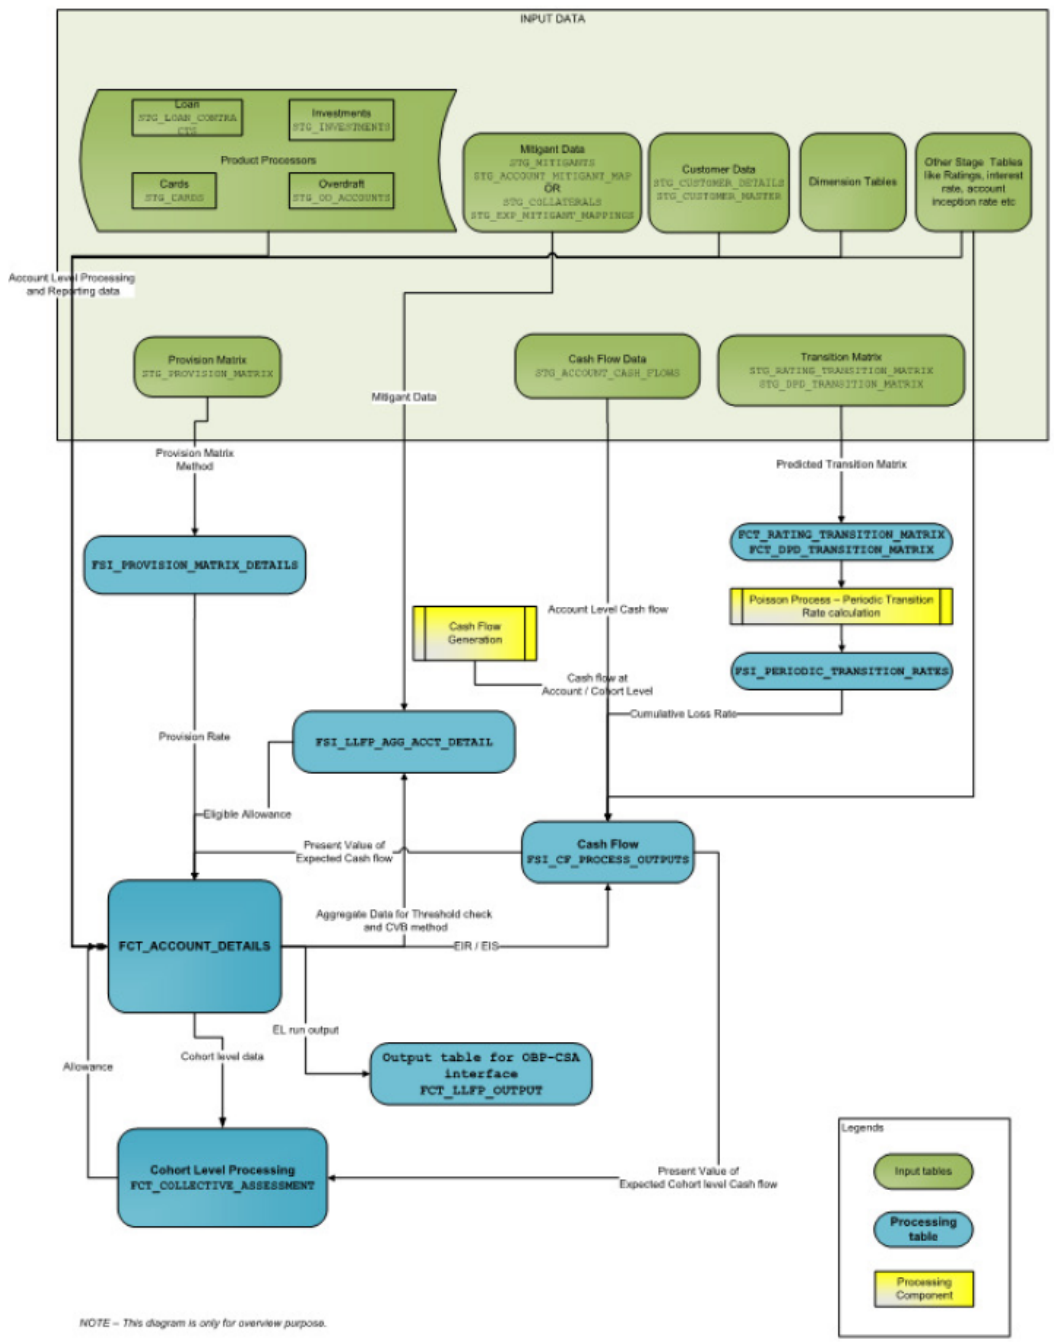 INPUT DATA
Loan
STG_LOAN_CONTRA
CTS
Investments
STG_INVESTMENTS
Product Processors
Cards
STG_CARDS
Overdraft
STG_OD_ACCOUNTS
Mitigant Data
STG_MITIGANTS
STG_ACCOUNT_MITIGANT_MAP
OR
STG_COLLATERALS
STG_EXP_MITIGANT_MAPPINGS
Customer Data
STG_CUSTOMER_DETAILS
STG_CUSTOMER_MASTER
Dimension Tables
Other Stage Tables
like Ratings, interest
rate, account
inception rate etc
Account Level Processing
and Reporting data
Provision Matrix
STG_PROVISION_MATRIX
Mitigant Data
Cash Flow Data
STG_ACCOUNT_CASH_FLOWS
Transition Matrix
STG_RATING_TRANSITION_MATRIX
STG_DPD_TRANSITION_MATRIX
Provision Matrix
Method
Predicted Transition Matrix
FSI_PROVISION_MATRIX_DETAILS
FCT_RATING_TRANSITION_MATRIX
FCT_DPD_TRANSITION_MATRIX
Poisson Process – Periodic Transition
Rate calculation
Account Level Cash flow
Cash Flow
Generation
Cash flow at
Account / Cohort Level
FSI_PERIODIC_TRANSITION_RATES
Cumulative Loss Rate
Provision Rate
FSI_LLFP_AGG_ACCT_DETAIL
Eligible Allowance
Present Value of
Expected Cash flow
Cash Flow
FSI_CF_PROCESS_OUTPUTS
Aggregate Data for Threshold check
and CVB method
FCT_ACCOUNT_DETAILS
EIR / EIS
EL run output
Cohort level data
Allowance
Output table for OBP-CSA
interface
FCT_LLFP_OUTPUT
Cohort Level Processing
FCT_COLLECTIVE_ASSESSMENT
Present Value of
Expected Cohort level Cash flow
Legends
Input tables
Processing
table
Processing
Component
NOTE – This diagram is only for overview purpose.